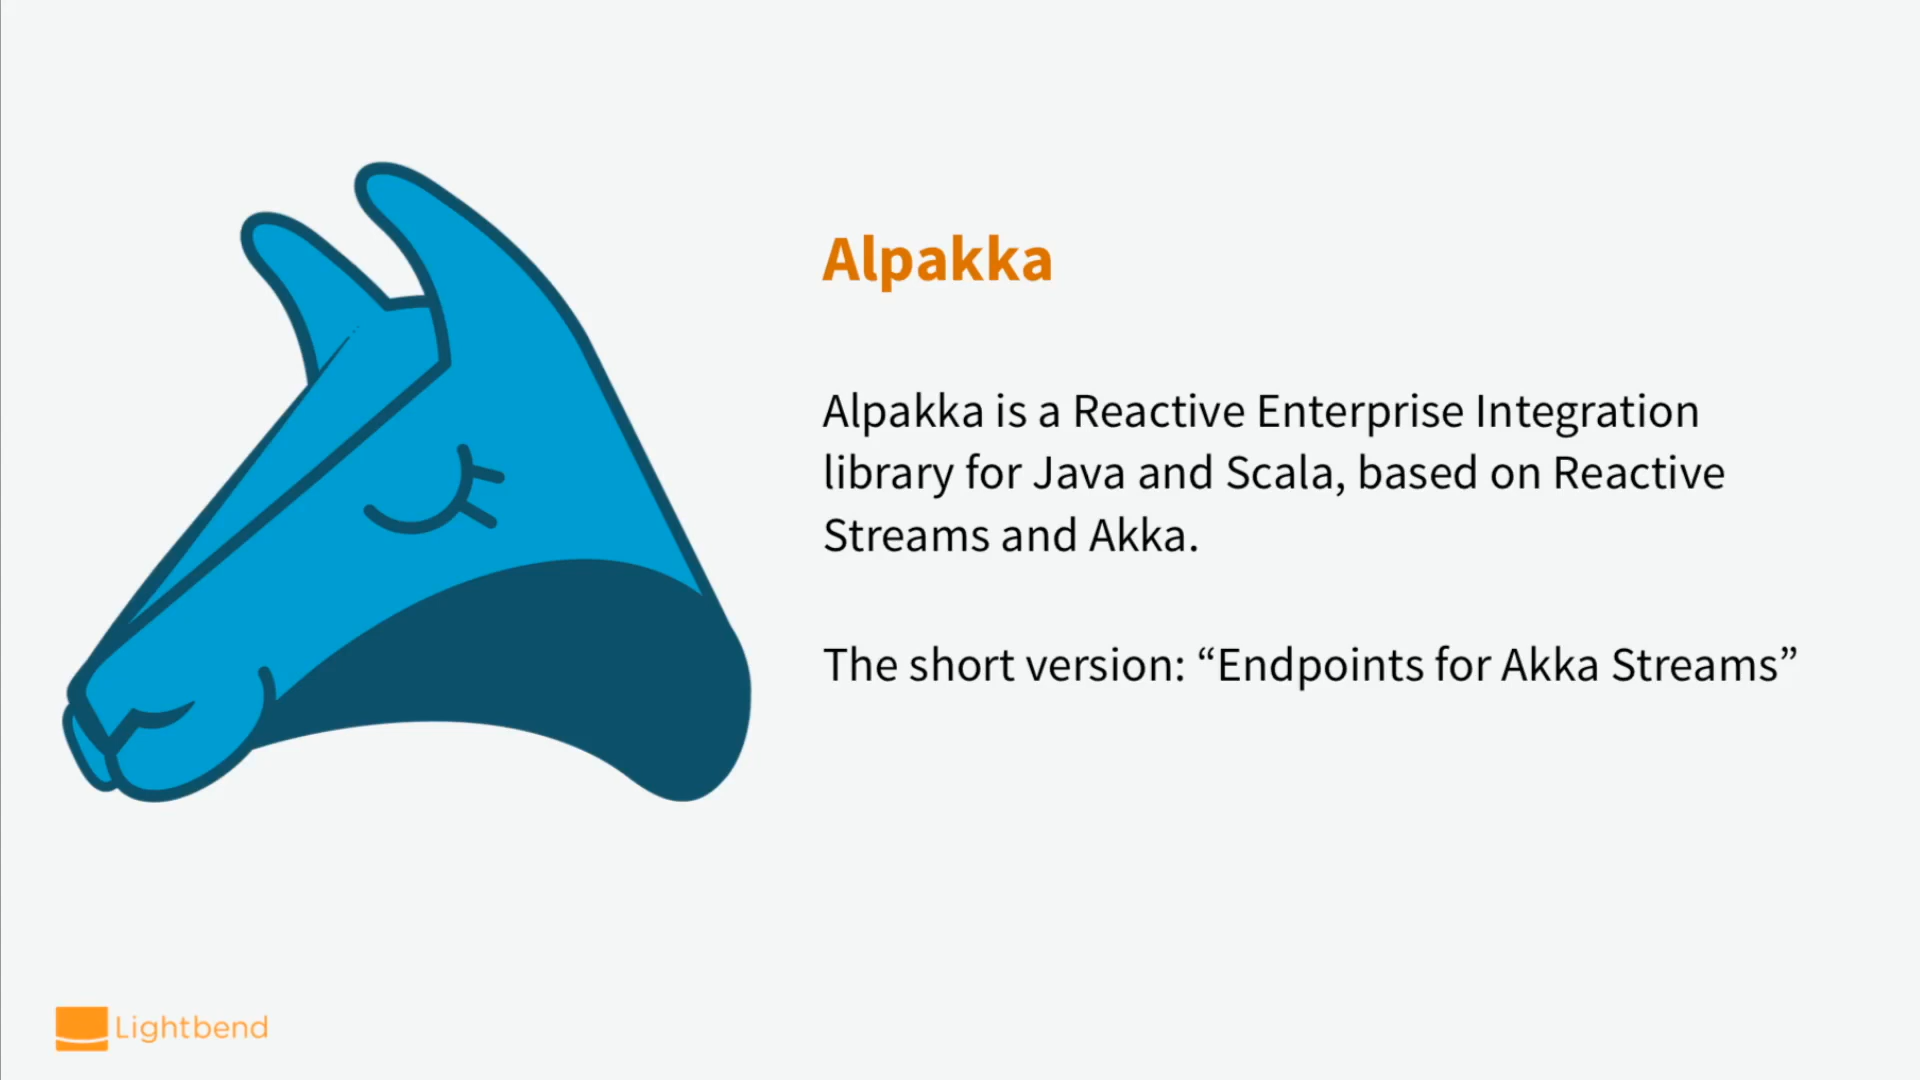 Alpakka
Alpakka is a Reactive Enterprise Integration
library for Java and Scala, based on Reactive
Streams and Akka.
The short version: “Endpoints for Akka Streams”
Lightbend